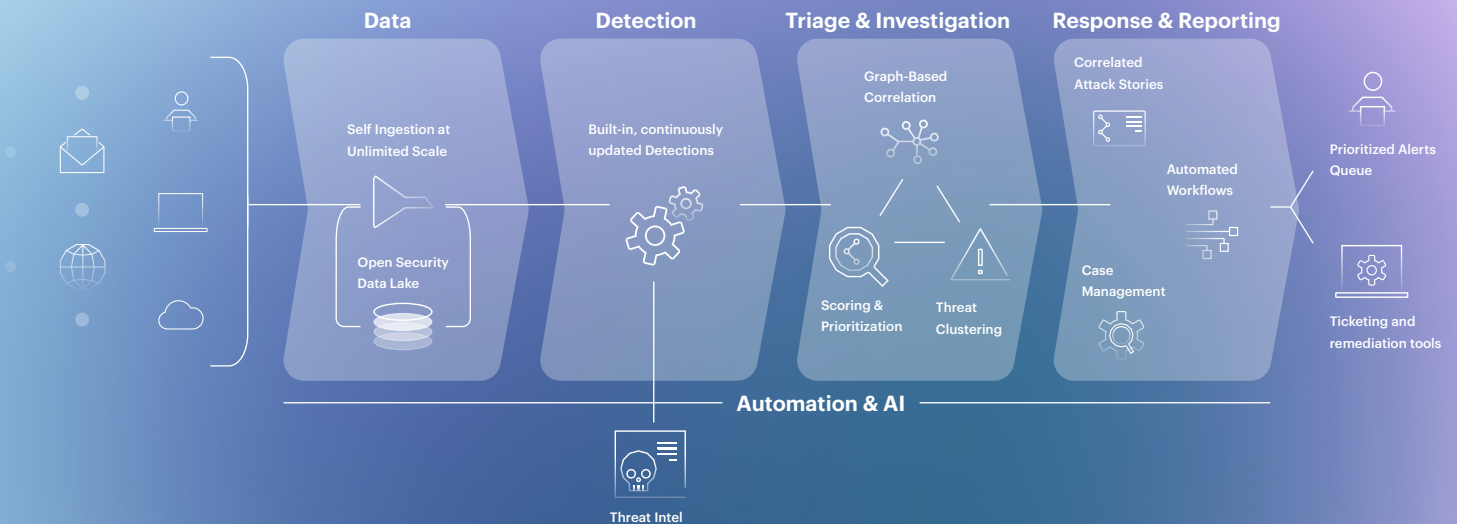 Data
Detection
Triage & Investigation
Response & Reporting
Self Ingestion at
Unlimited Scale
Open Security
Data Lake
Built-in, continuously
updated Detections
Graph-Based
Correlation
Scoring &
Prioritization
Threat
Clustering
Correlated
Attack Stories
Automated
Workflows
Case
Management
Prioritized Alerts
Queue
Ticketing and
remediation tools
Automation & AI
Threat Intel